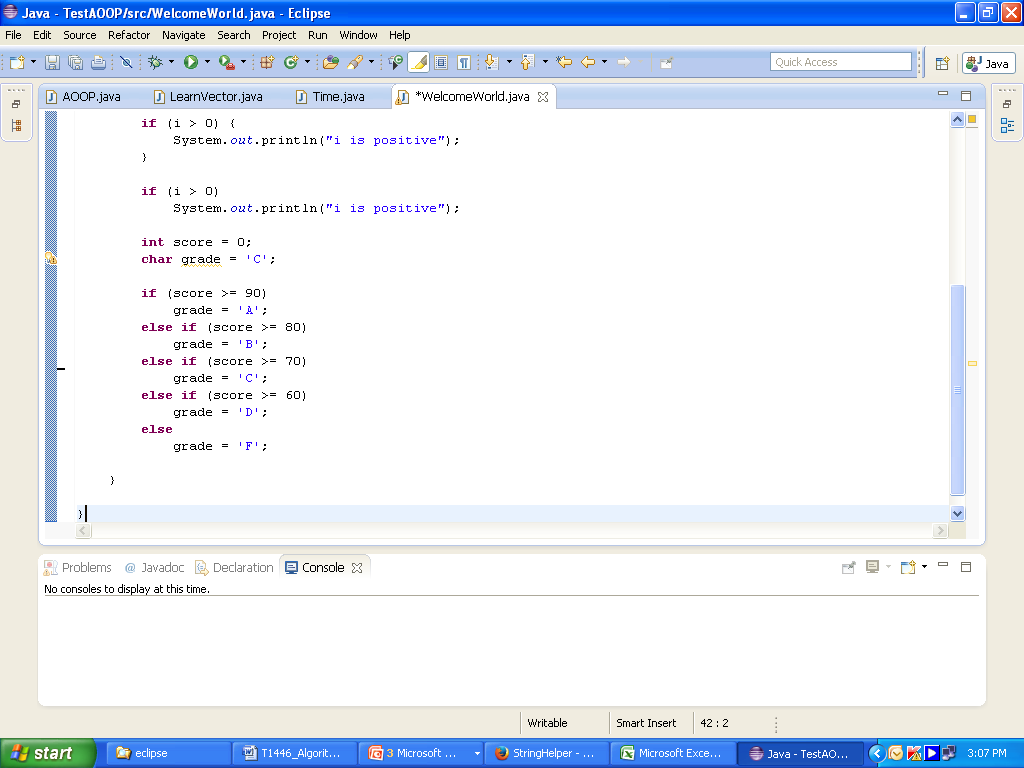 Java - TestAOOP/src/WelcomeWorld.java - Eclipse
File Edit Source Refactor Navigate Search Project Run Window Help
Quick Access
Java
AOOP.java LearnVector.java Time.java *WelcomeWorld.java
if (i > 0) {
System.out.println("i is positive");
}
if (i > 0)
System.out.println("i is positive");
int score = 0;
char grade = 'C';
if (score >= 90)
grade = 'A';
else if (score >= 80)
grade = 'B';
else if (score >= 70)
grade = 'C';
else if (score >= 60)
grade = 'D';
else
grade = 'F';
}
}
Problems @ Javadoc Declaration Console
No consoles to display at this time.
Writable Smart Insert 42 : 2
start eclipse T1446_Algorit... 3 Microsoft ... StringHelper - ... Microsoft Exce... Java - TestAO... 3:07 PM